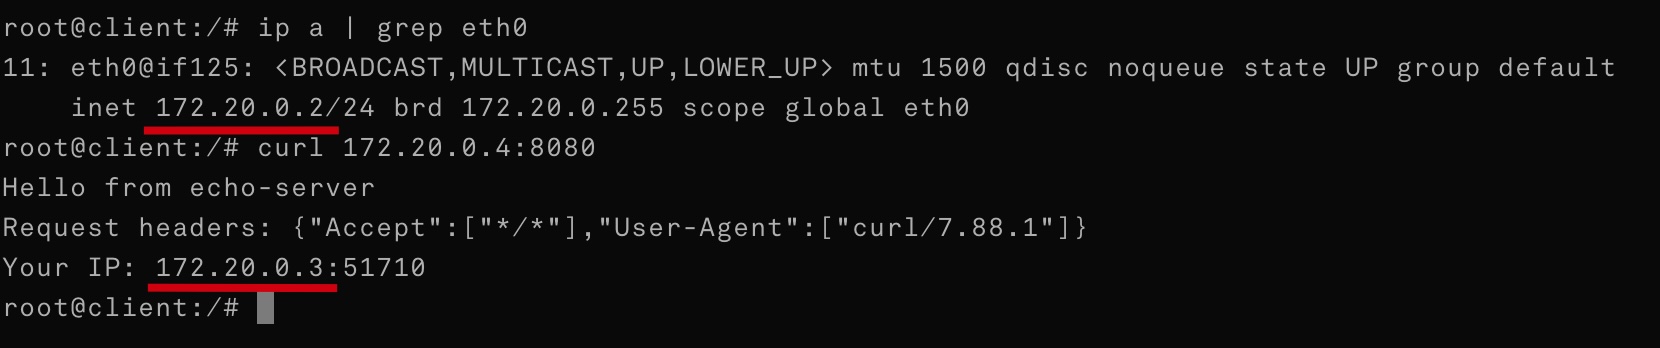 root@client:/# ip a | grep eth0
11: eth0@if125: <BROADCAST,MULTICAST,UP,LOWER_UP> mtu 1500 qdisc noqueue state UP group default
    inet 172.20.0.2/24 brd 172.20.0.255 scope global eth0
root@client:/# curl 172.20.0.4:8080
Hello from echo-server
Request headers: {"Accept":["*/*"],"User-Agent":["curl/7.88.1"]}
Your IP: 172.20.0.3:51710
root@client:/#